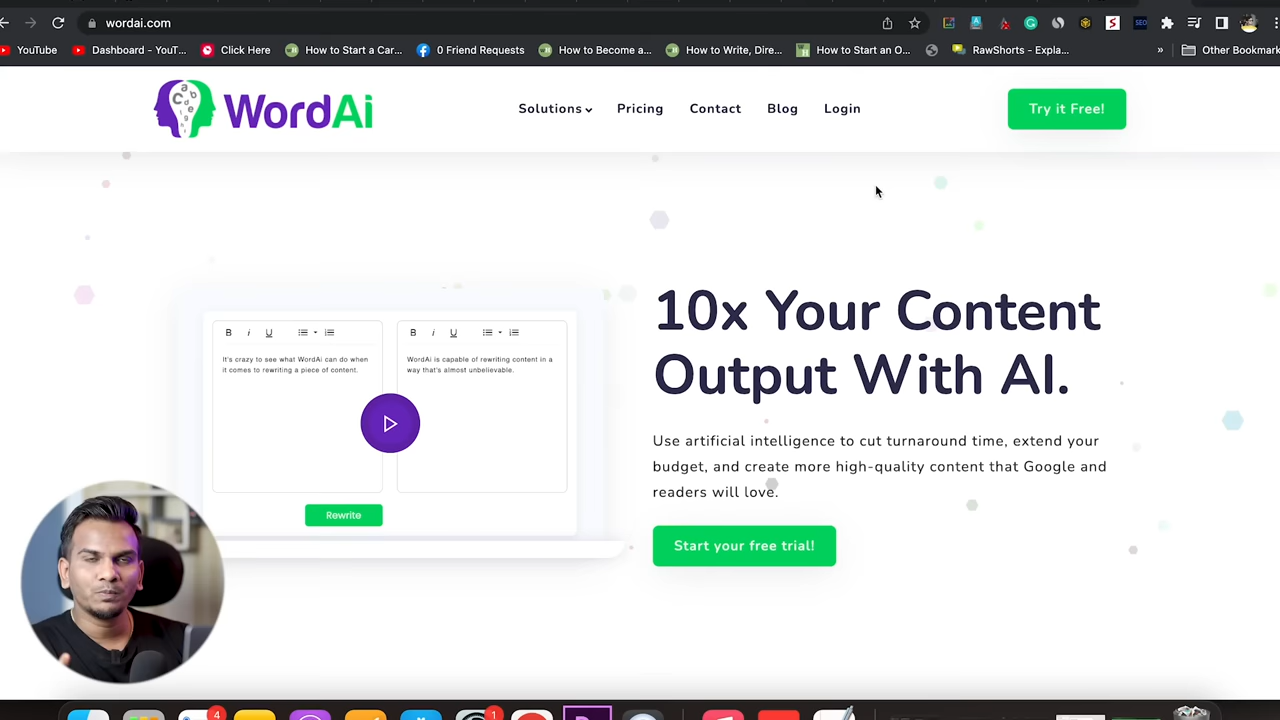 wordai.com
YouTube
Dashboard - YouT...
Click Here
How to Start a Car...
0 Friend Requests
How to Become a...
How to Write, Dire...
How to Start an O...
RawShorts - Expla...
»
Other Bookmark
WordAi
Solutions
Pricing
Contact
Blog
Login
Try it Free!
B i U
B i U
It's crazy to see what WordAi can do when
it comes to rewriting a piece of content.
WordAi is capable of rewriting content in a
way that's almost unbelievable.
Rewrite
10x Your Content
Output With AI.
Use artificial intelligence to cut turnaround time, extend your
budget, and create more high-quality content that Google and
readers will love.
Start your free trial!
4
1